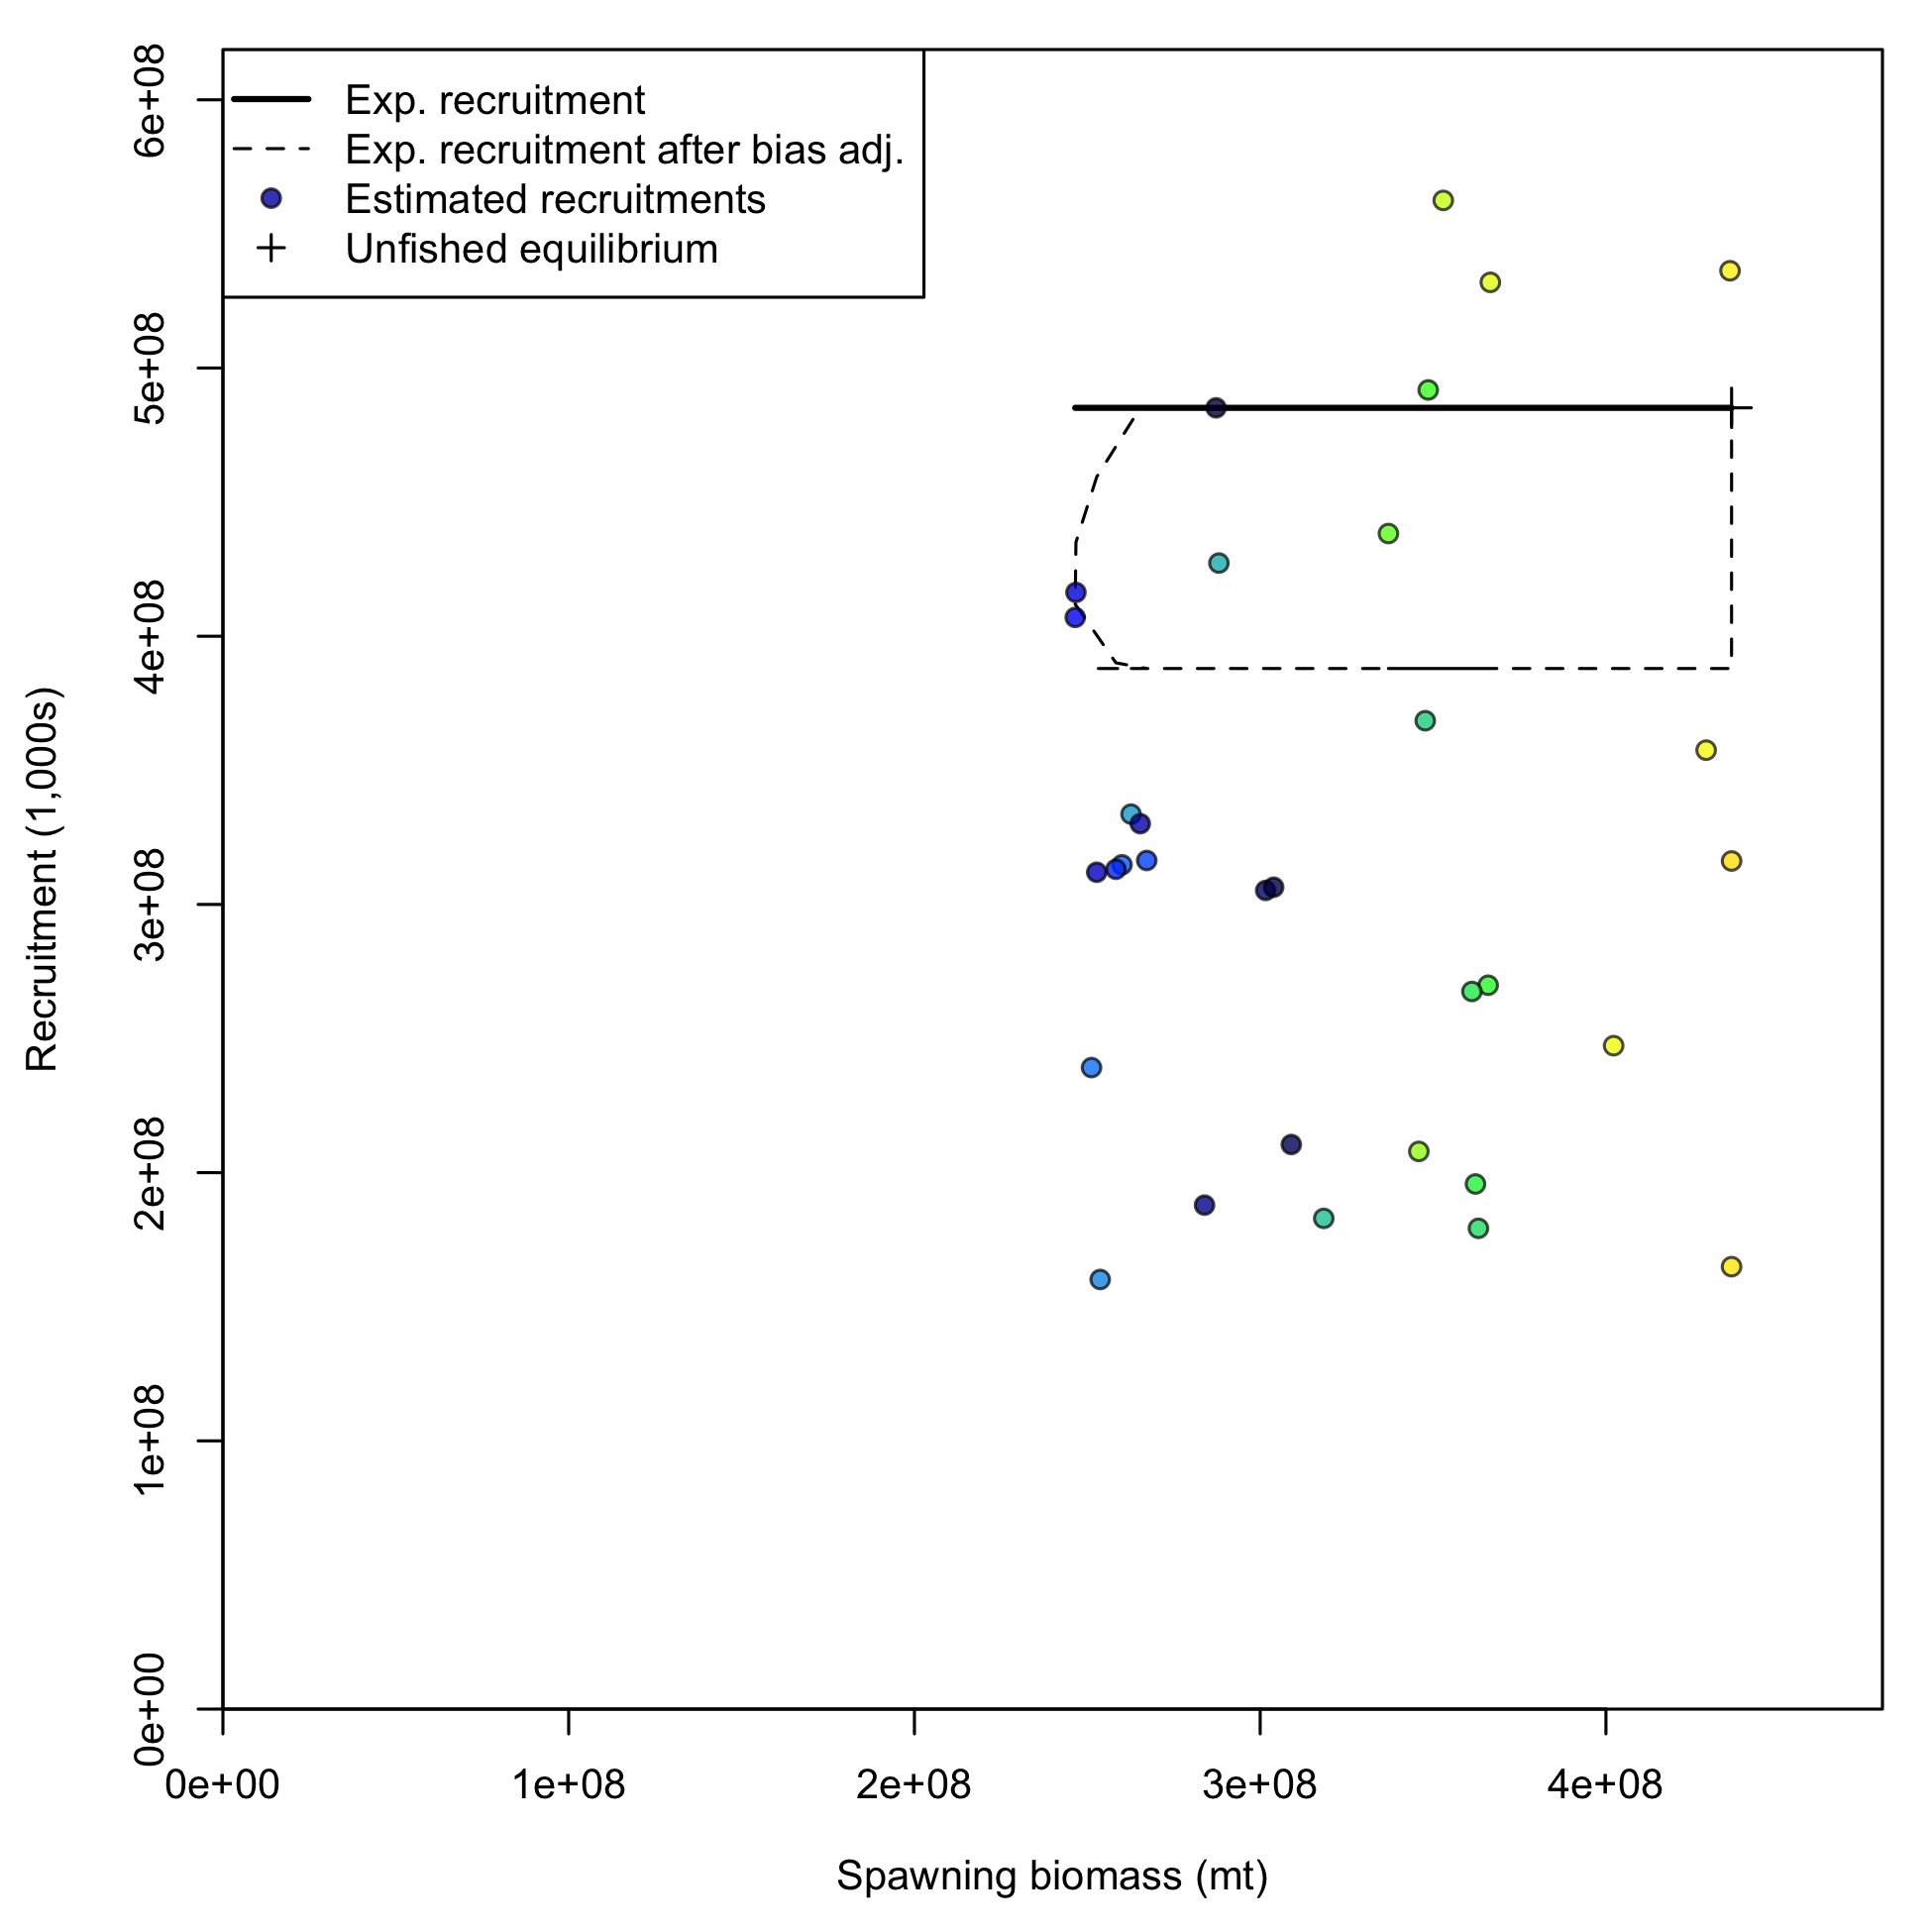 Exp. recruitment
Exp. recruitment after bias adj.
Estimated recruitments
Unfished equilibrium
6e+08
5e+08
4e+08
3e+08
2e+08
1e+08
0e+00
Recruitment (1,000s)
0e+00 1e+08 2e+08 3e+08 4e+08
Spawning biomass (mt)